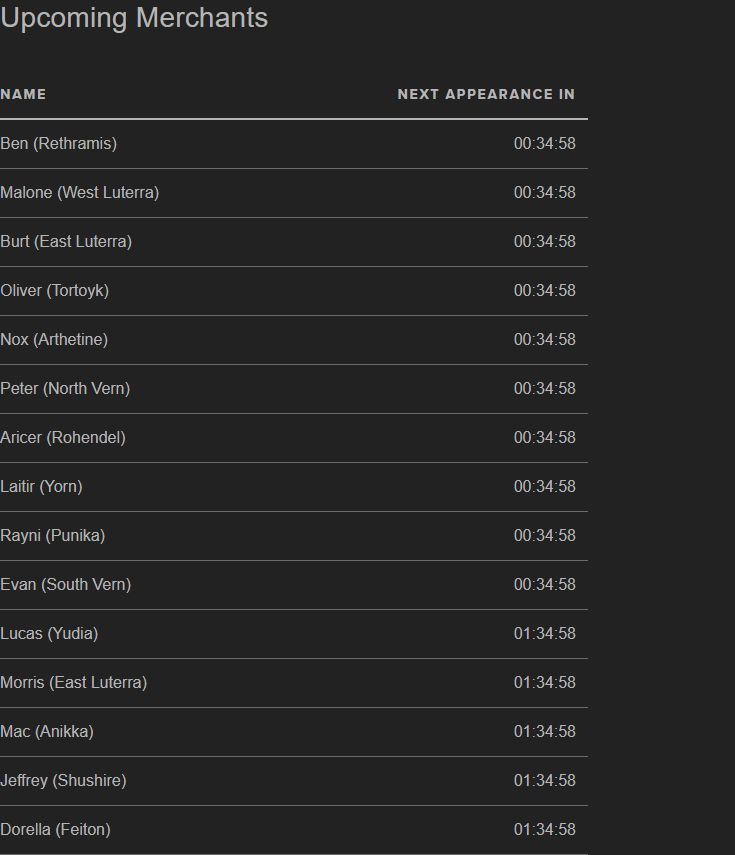 Upcoming Merchants
NAME NEXT APPEARANCE IN
Ben (Rethramis) 00:34:58
Malone (West Luterra) 00:34:58
Burt (East Luterra) 00:34:58
Oliver (Tortoyk) 00:34:58
Nox (Arthetine) 00:34:58
Peter (North Vern) 00:34:58
Aricer (Rohendel) 00:34:58
Laitir (Yorn) 00:34:58
Rayni (Punika) 00:34:58
Evan (South Vern) 00:34:58
Lucas (Yudia) 01:34:58
Morris (East Luterra) 01:34:58
Mac (Anikka) 01:34:58
Jeffrey (Shushire) 01:34:58
Dorella (Feiton) 01:34:58